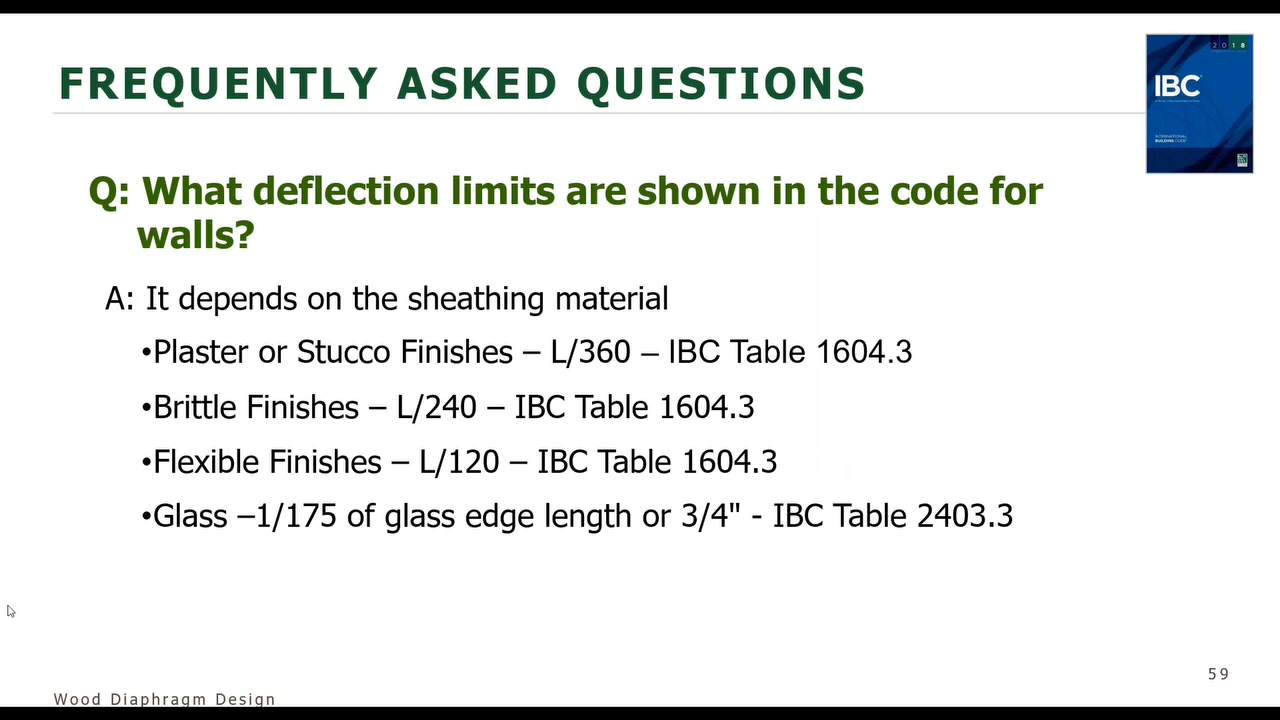 FREQUENTLY ASKED QUESTIONS
2018
IBC
INTERNATIONAL
BUILDING CODE
Q: What deflection limits are shown in the code for
walls?
A: It depends on the sheathing material
•Plaster or Stucco Finishes – L/360 – IBC Table 1604.3
•Brittle Finishes – L/240 – IBC Table 1604.3
•Flexible Finishes – L/120 – IBC Table 1604.3
•Glass –1/175 of glass edge length or 3/4" - IBC Table 2403.3
59
Wood Diaphragm Design